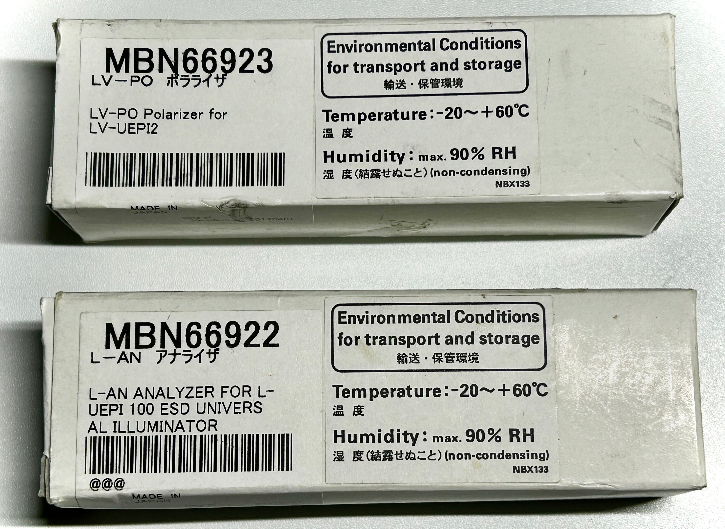 MBN66923
LV-PO ポラライザ
LV-PO Polarizer for
LV-UEPI2
MADE IN
JAPAN
Environmental Conditions
for transport and storage
輸送・保管環境
Temperature:-20～+60℃
温 度
Humidity: max. 90% RH
湿 度(結露せぬこと)(non-condensing)
NBX133
MBN66922
L-AN アナライザ
L-AN ANALYZER FOR L-
UEPI 100 ESD UNIVERS
AL ILLUMINATOR
@@@
MADE IN
JAPAN
Environmental Conditions
for transport and storage
輸送・保管環境
Temperature:-20～+60℃
温 度
Humidity: max. 90% RH
湿 度(結露せぬこと)(non-condensing)
NBX133